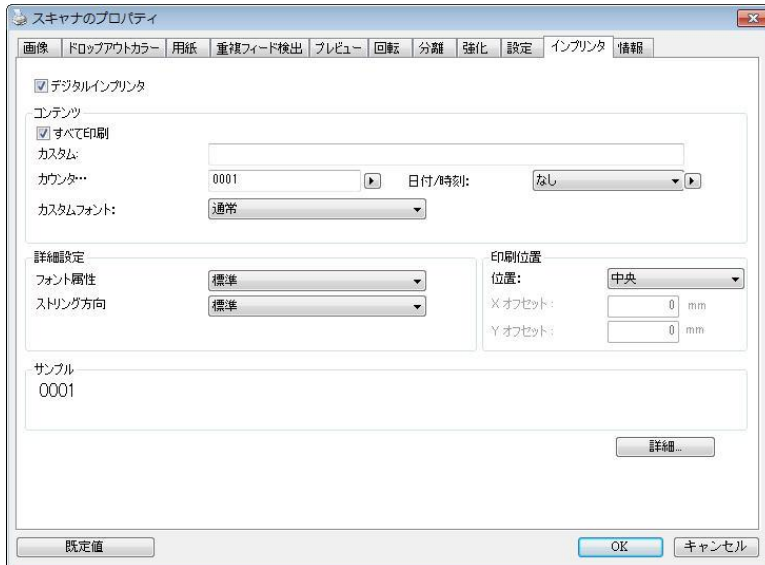 スキャナのプロパティ
画像 ドロップアウトカラー 用紙 重複フィード検出 プレビュー 回転 分離 強化 設定 インプリンタ 情報
デジタルインプリンタ
コンテンツ
すべて印刷
カスタム:
カウンタ… 0001 日付/時刻: なし
カスタムフォント: 通常
詳細設定 印刷位置
フォント属性 標準 位置: 中央
ストリング方向 標準 X オフセット: 0 mm
Y オフセット: 0 mm
サンプル
0001
詳細...
既定値 OK キャンセル